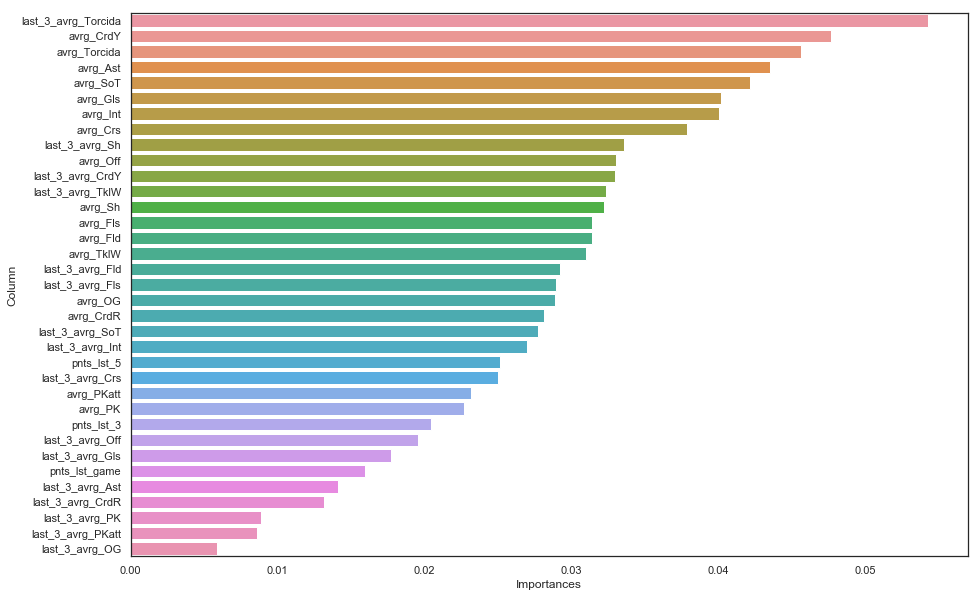 last_3_avrg_Torcida
avrg_CrdY
avrg_Torcida
avrg_Ast
avrg_SoT
avrg_Gls
avrg_Int
avrg_Crs
last_3_avrg_Sh
avrg_Off
last_3_avrg_CrdY
last_3_avrg_TklW
avrg_Sh
avrg_Fls
avrg_Fld
avrg_TklW
last_3_avrg_Fld
last_3_avrg_Fls
avrg_OG
avrg_CrdR
last_3_avrg_SoT
last_3_avrg_Int
pnts_lst_5
last_3_avrg_Crs
avrg_PKatt
avrg_PK
pnts_lst_3
last_3_avrg_Off
last_3_avrg_Gls
pnts_lst_game
last_3_avrg_Ast
last_3_avrg_CrdR
last_3_avrg_PK
last_3_avrg_PKatt
last_3_avrg_OG
Column
0.00 0.01 0.02 0.03 0.04 0.05
Importances